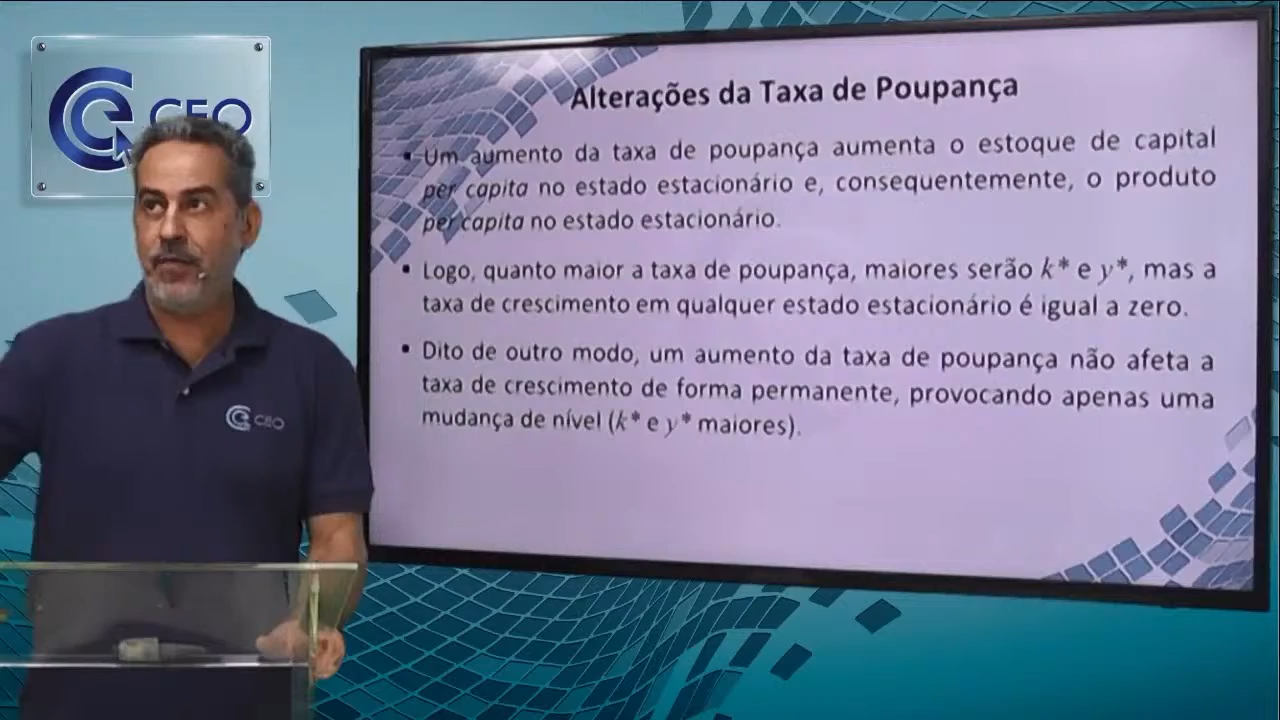 CEO
Alterações da Taxa de Poupança
▪ Um aumento da taxa de poupança aumenta o estoque de capital
per capita no estado estacionário e, consequentemente, o produto
per capita no estado estacionário.
• Logo, quanto maior a taxa de poupança, maiores serão k* e y*, mas a
taxa de crescimento em qualquer estado estacionário é igual a zero.
• Dito de outro modo, um aumento da taxa de poupança não afeta a
taxa de crescimento de forma permanente, provocando apenas uma
mudança de nível (k* e y* maiores).
CEO